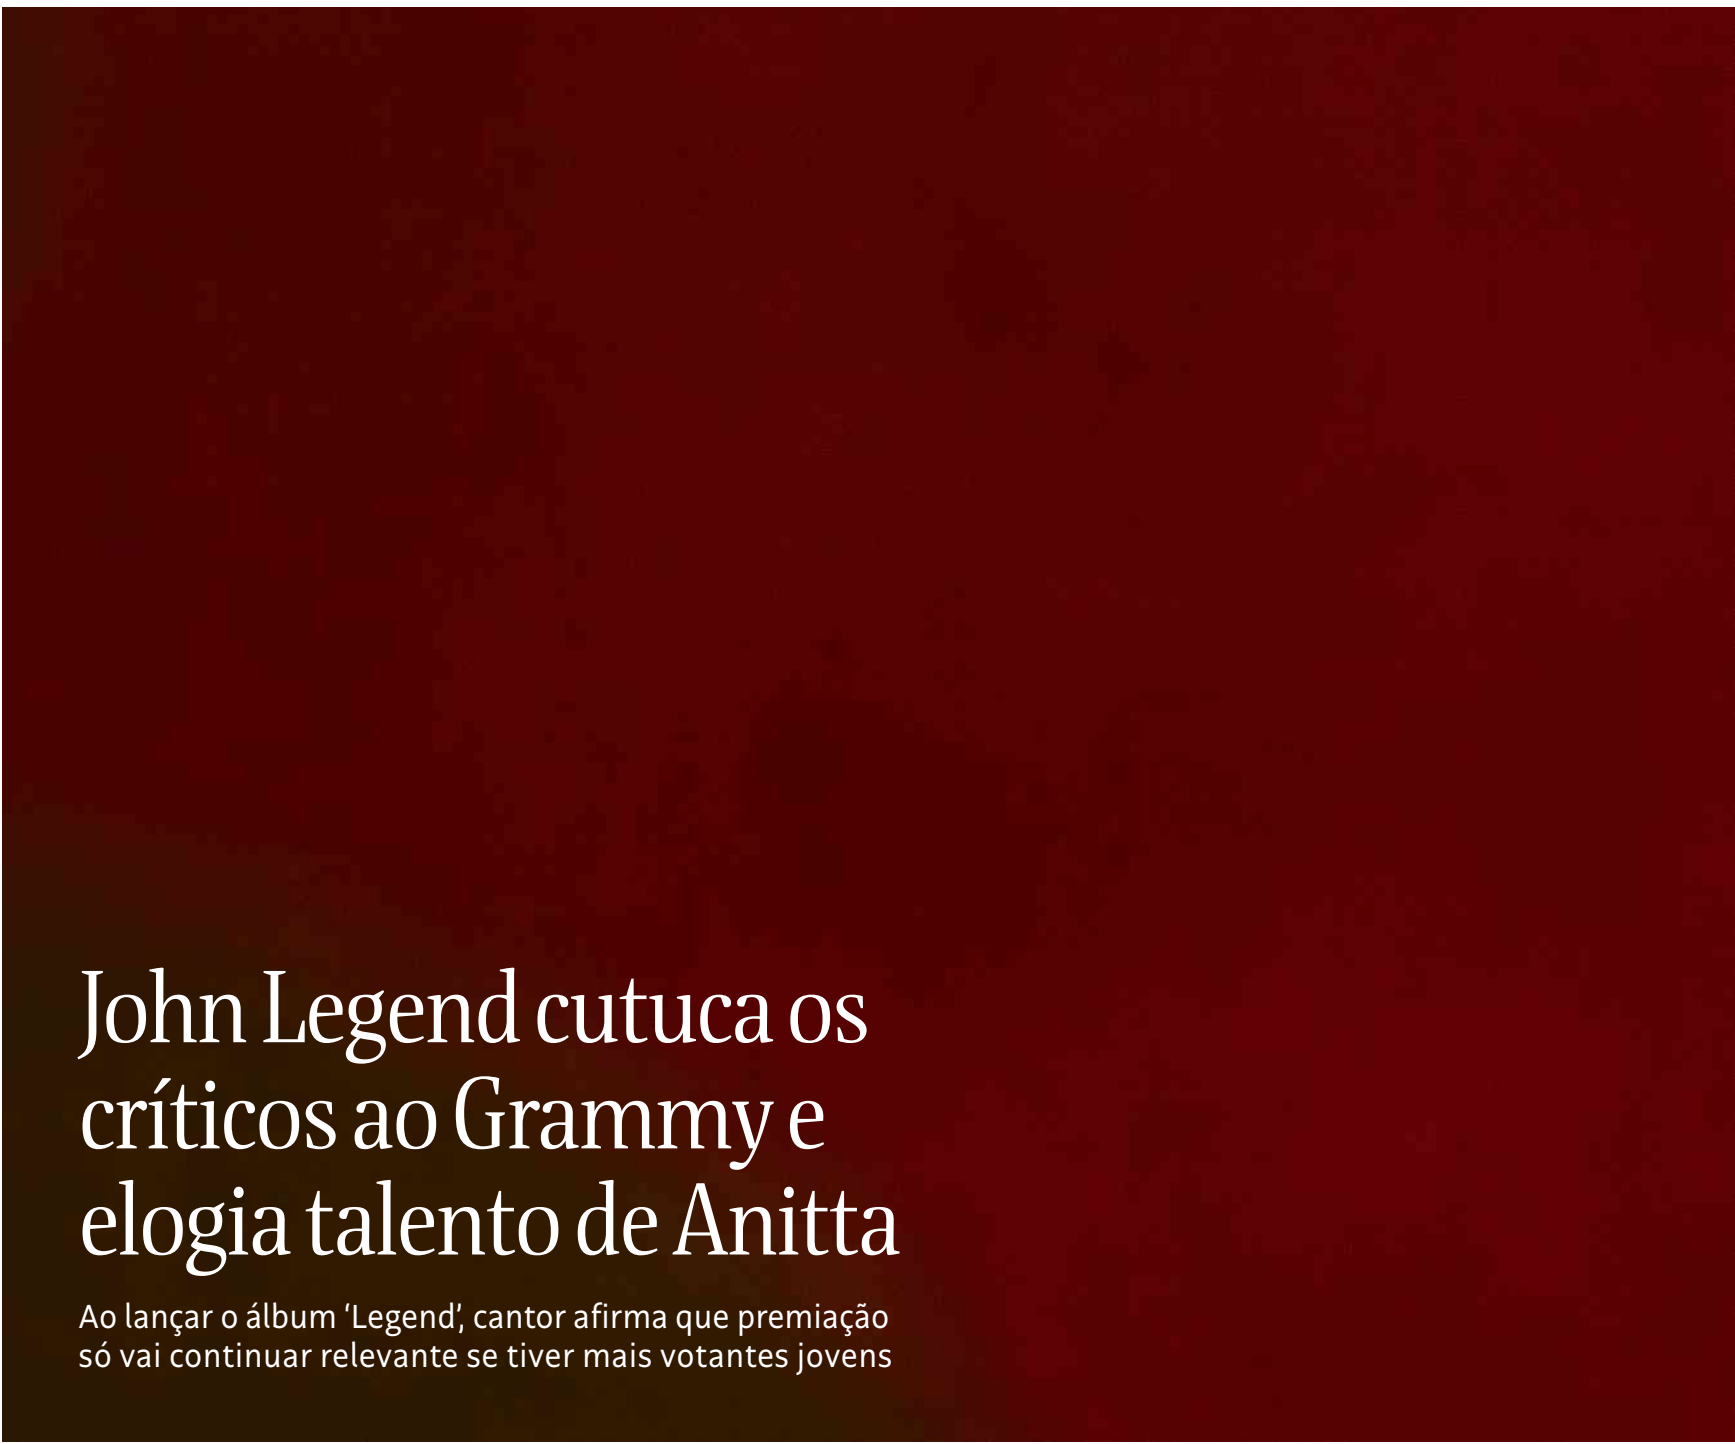 John Legend cutuca os
críticos ao Grammy e
elogia talento de Anitta
Ao lançar o álbum ‘Legend’, cantor afirma que premiação
só vai continuar relevante se tiver mais votantes jovens